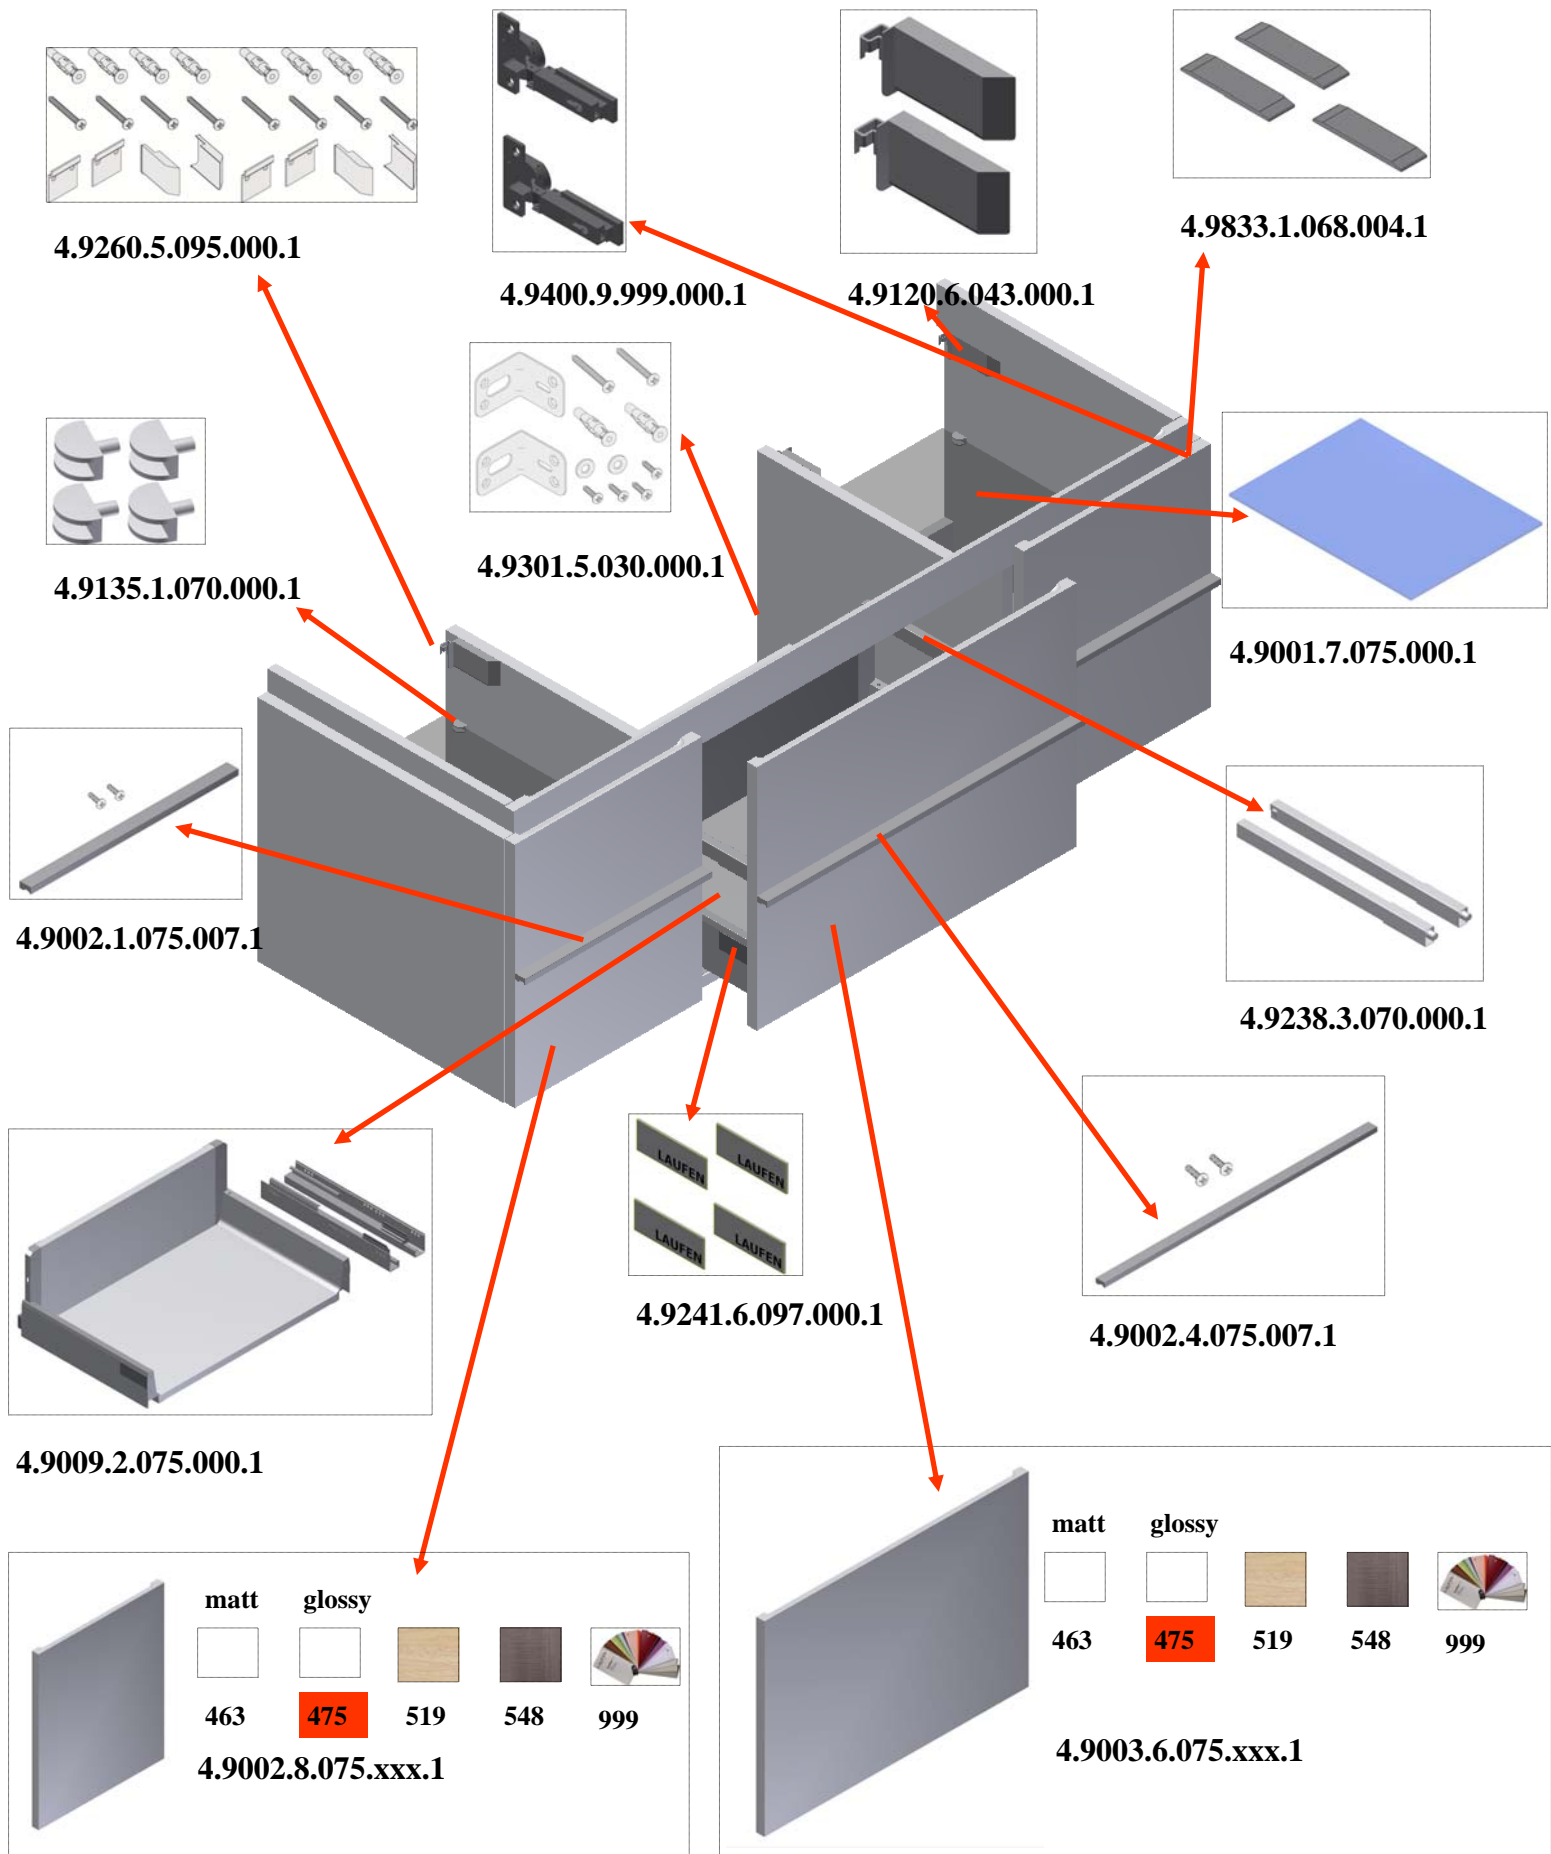 4.9260.5.095.000.1
4.9400.9.999.000.1
4.9120.6.043.000.1
4.9833.1.068.004.1
4.9135.1.070.000.1
4.9301.5.030.000.1
4.9001.7.075.000.1
4.9002.1.075.007.1
4.9238.3.070.000.1
LAUFEN
LAUFEN
LAUFEN
LAUFEN
4.9241.6.097.000.1
4.9002.4.075.007.1
4.9009.2.075.000.1
matt glossy
463 475 519 548 999
4.9002.8.075.xxx.1
matt glossy
463 475 519 548 999
4.9003.6.075.xxx.1